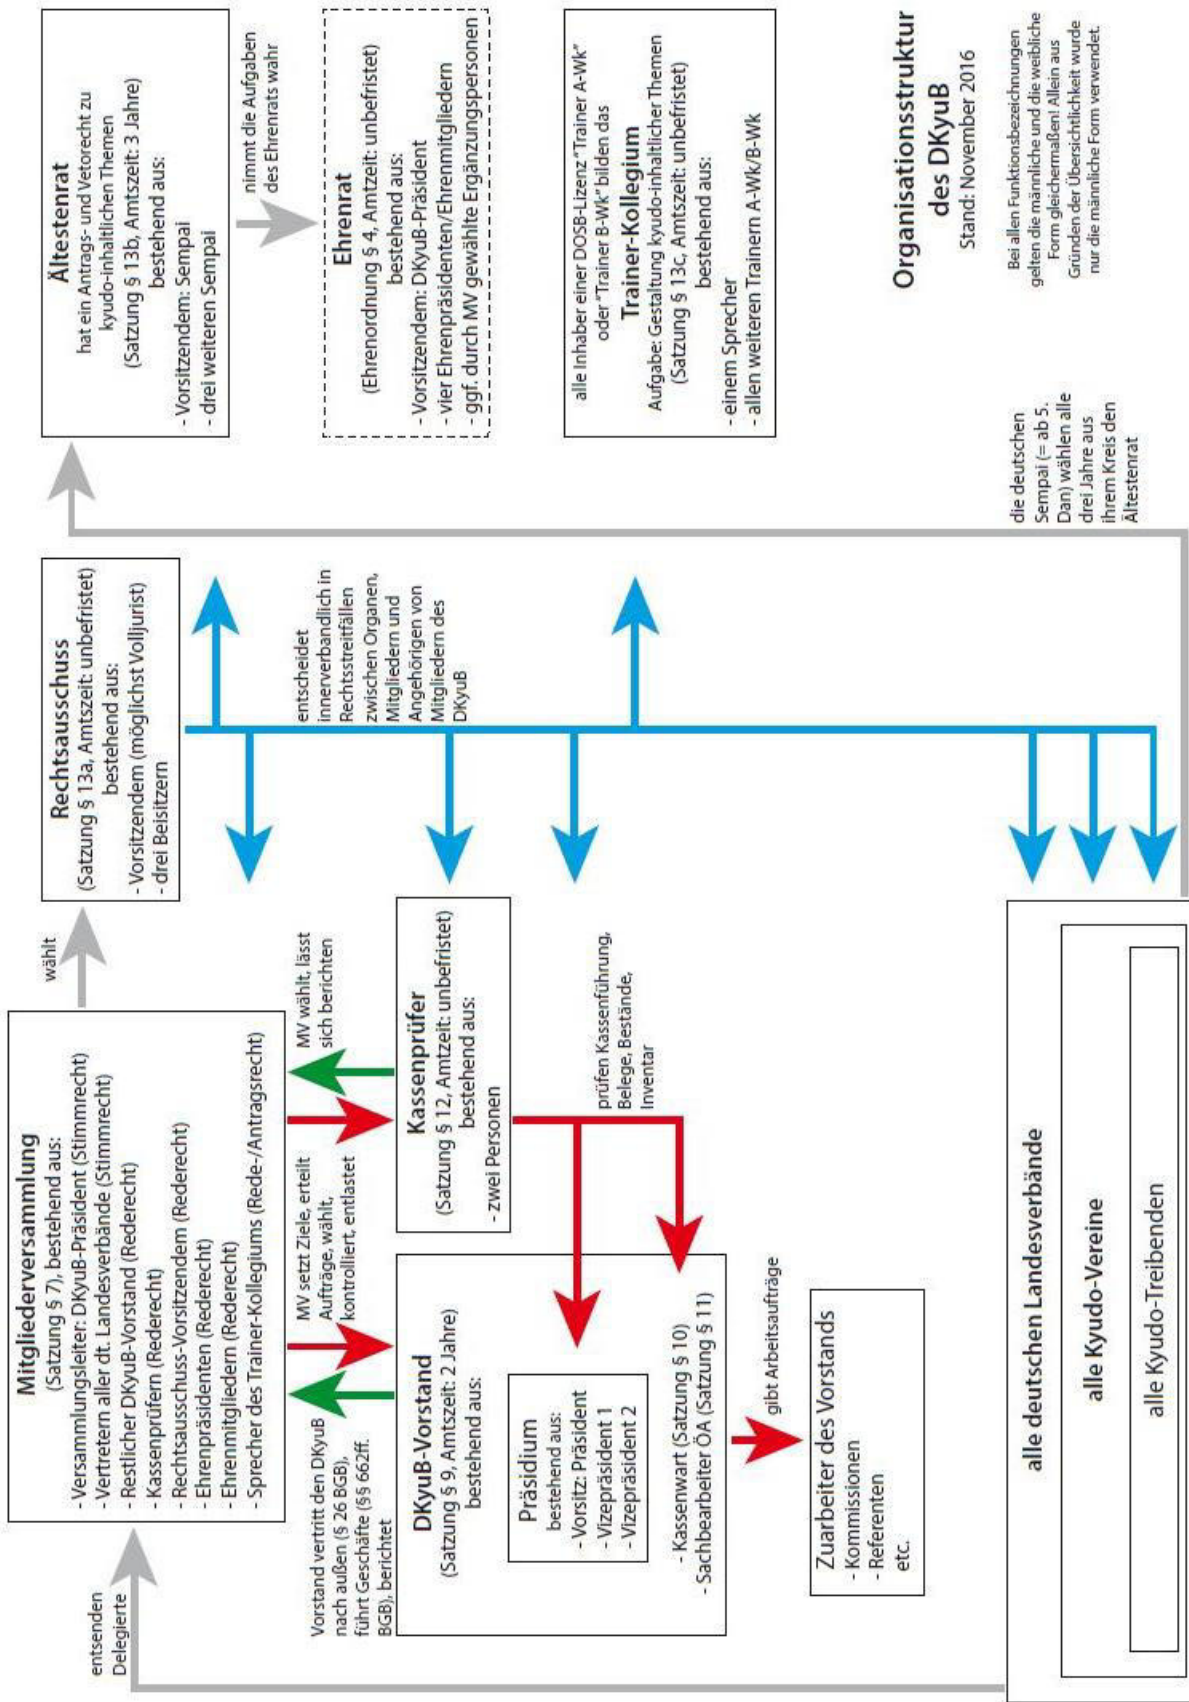 Mitgliederversammlung
(Satzung § 7), bestehend aus:
- Versammlungsleiter: DKyuB-Präsident (Stimmrecht)
- Vertretern aller dt. Landesverbände (Stimmrecht)
- Restlicher DKyuB-Vorstand (Rederecht)
- Kassenprüfern (Rederecht)
- Rechtsausschuss-Vorsitzendem (Rederecht)
- Ehrenpräsidenten (Rederecht)
- Ehrenmitgliedern (Rederecht)
- Sprecher des Trainer-Kollegiums (Rede-/Antragsrecht)
entsenden
Delegierte
wählt
Rechtsausschuss
(Satzung § 13a, Amtszeit: unbefristet)
bestehend aus:
- Vorsitzendem (möglichst Volljurist)
- drei Beisitzern
Ältestenrat
hat ein Antrags- und Vetorecht zu
kyudo-inhaltlichen Themen
(Satzung § 13b, Amtszeit: 3 Jahre)
bestehend aus:
- Vorsitzendem: Sempai
- drei weiteren Sempai
nimmt die Aufgaben
des Ehrenrats wahr
Vorstand vertritt den DKyuB
nach außen (§ 26 BGB),
führt Geschäfte (§§ 662ff.
BGB), berichtet
MV setzt Ziele, erteilt
Aufträge, wählt,
kontrolliert, entlastet
MV wählt, lässt
sich berichten
entscheidet
innerverbandlich in
Rechtsstreitfällen
zwischen Organen,
Mitgliedern und
Angehörigen von
Mitgliedern des
DKyuB
Ehrenrat
(Ehrenordnung § 4, Amtzeit: unbefristet)
bestehend aus:
- Vorsitzendem: DKyuB-Präsident
- vier Ehrenpräsidenten/Ehrenmitgliedern
- ggf. durch MV gewählte Ergänzungspersonen
DKyuB-Vorstand
(Satzung § 9, Amtszeit: 2 Jahre)
bestehend aus:
Präsidium
bestehend aus:
- Vorsitz: Präsident
- Vizepräsident 1
- Vizepräsident 2
- Kassenwart (Satzung § 10)
- Sachbearbeiter ÖA (Satzung § 11)
Kassenprüfer
(Satzung § 12, Amtzeit: unbefristet)
bestehend aus:
- zwei Personen
prüfen Kassenführung,
Belege, Bestände,
Inventar
alle Inhaber einer DOSB-Lizenz "Trainer A-Wk"
oder "Trainer B-Wk" bilden das
Trainer-Kollegium
Aufgabe: Gestaltung kyudo-inhaltlicher Themen
(Satzung § 13c, Amtszeit: unbefristet)
bestehend aus:
- einem Sprecher
- allen weiteren Trainern A-Wk/B-Wk
gibt Arbeitsaufträge
Zuarbeiter des Vorstands
- Kommissionen
- Referenten
etc.
alle deutschen Landesverbände
alle Kyudo-Vereine
alle Kyudo-Treibenden
die deutschen
Sempai (= ab 5.
Dan) wählen alle
drei Jahre aus
ihrem Kreis den
Ältestenrat
Organisationsstruktur
des DKyuB
Stand: November 2016
Bei allen Funktionsbezeichnungen
gelten die männliche und die weibliche
Form gleichermaßen! Allein aus
Gründen der Übersichtlichkeit wurde
nur die männliche Form verwendet.